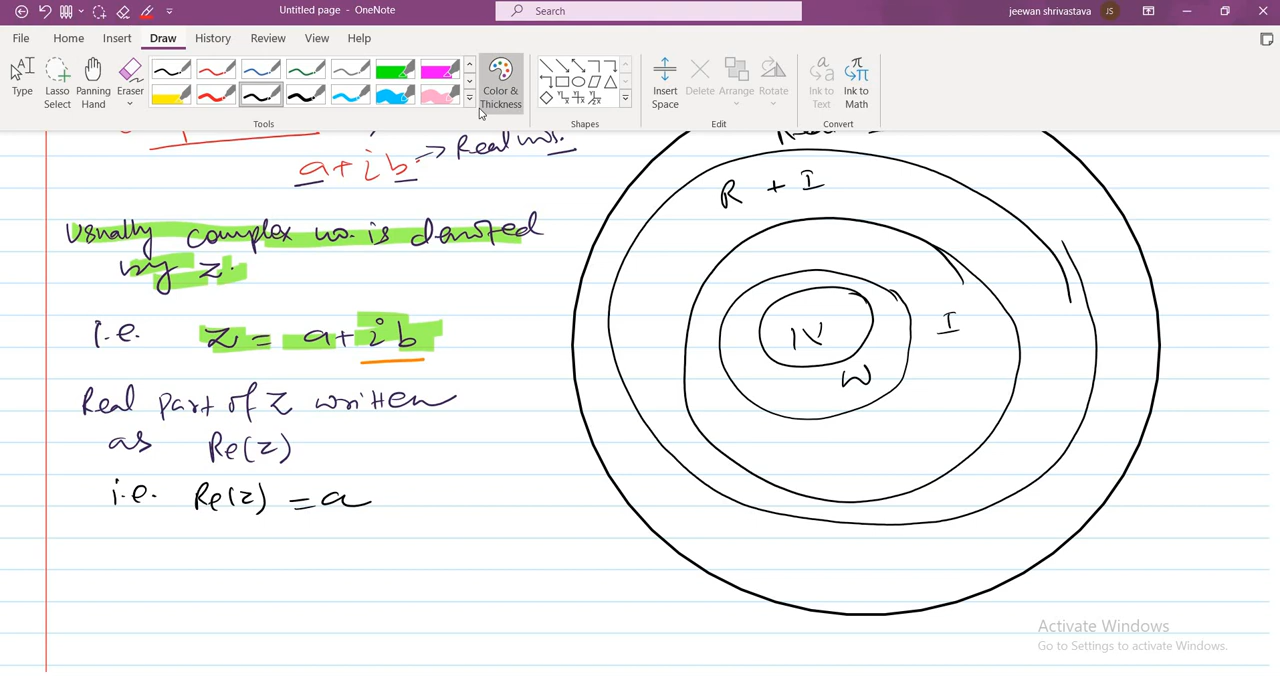 Untitled page - OneNote
Search
jeewan shrivastava
JS
File Home Insert Draw History Review View Help
Type
Lasso Select
Panning Hand
Eraser
Color & Thickness
Insert Space
Delete
Arrange
Rotate
Ink to Text
Ink to Math
Tools
Shapes
Edit
Convert
a + ib → Real nos.
Usually complex no. is denoted
by z.
i.e. z = a + ib
Real part of z written
as Re(z)
i.e. Re(z) = a
R + I
I
N
W
Activate Windows
Go to Settings to activate Windows.